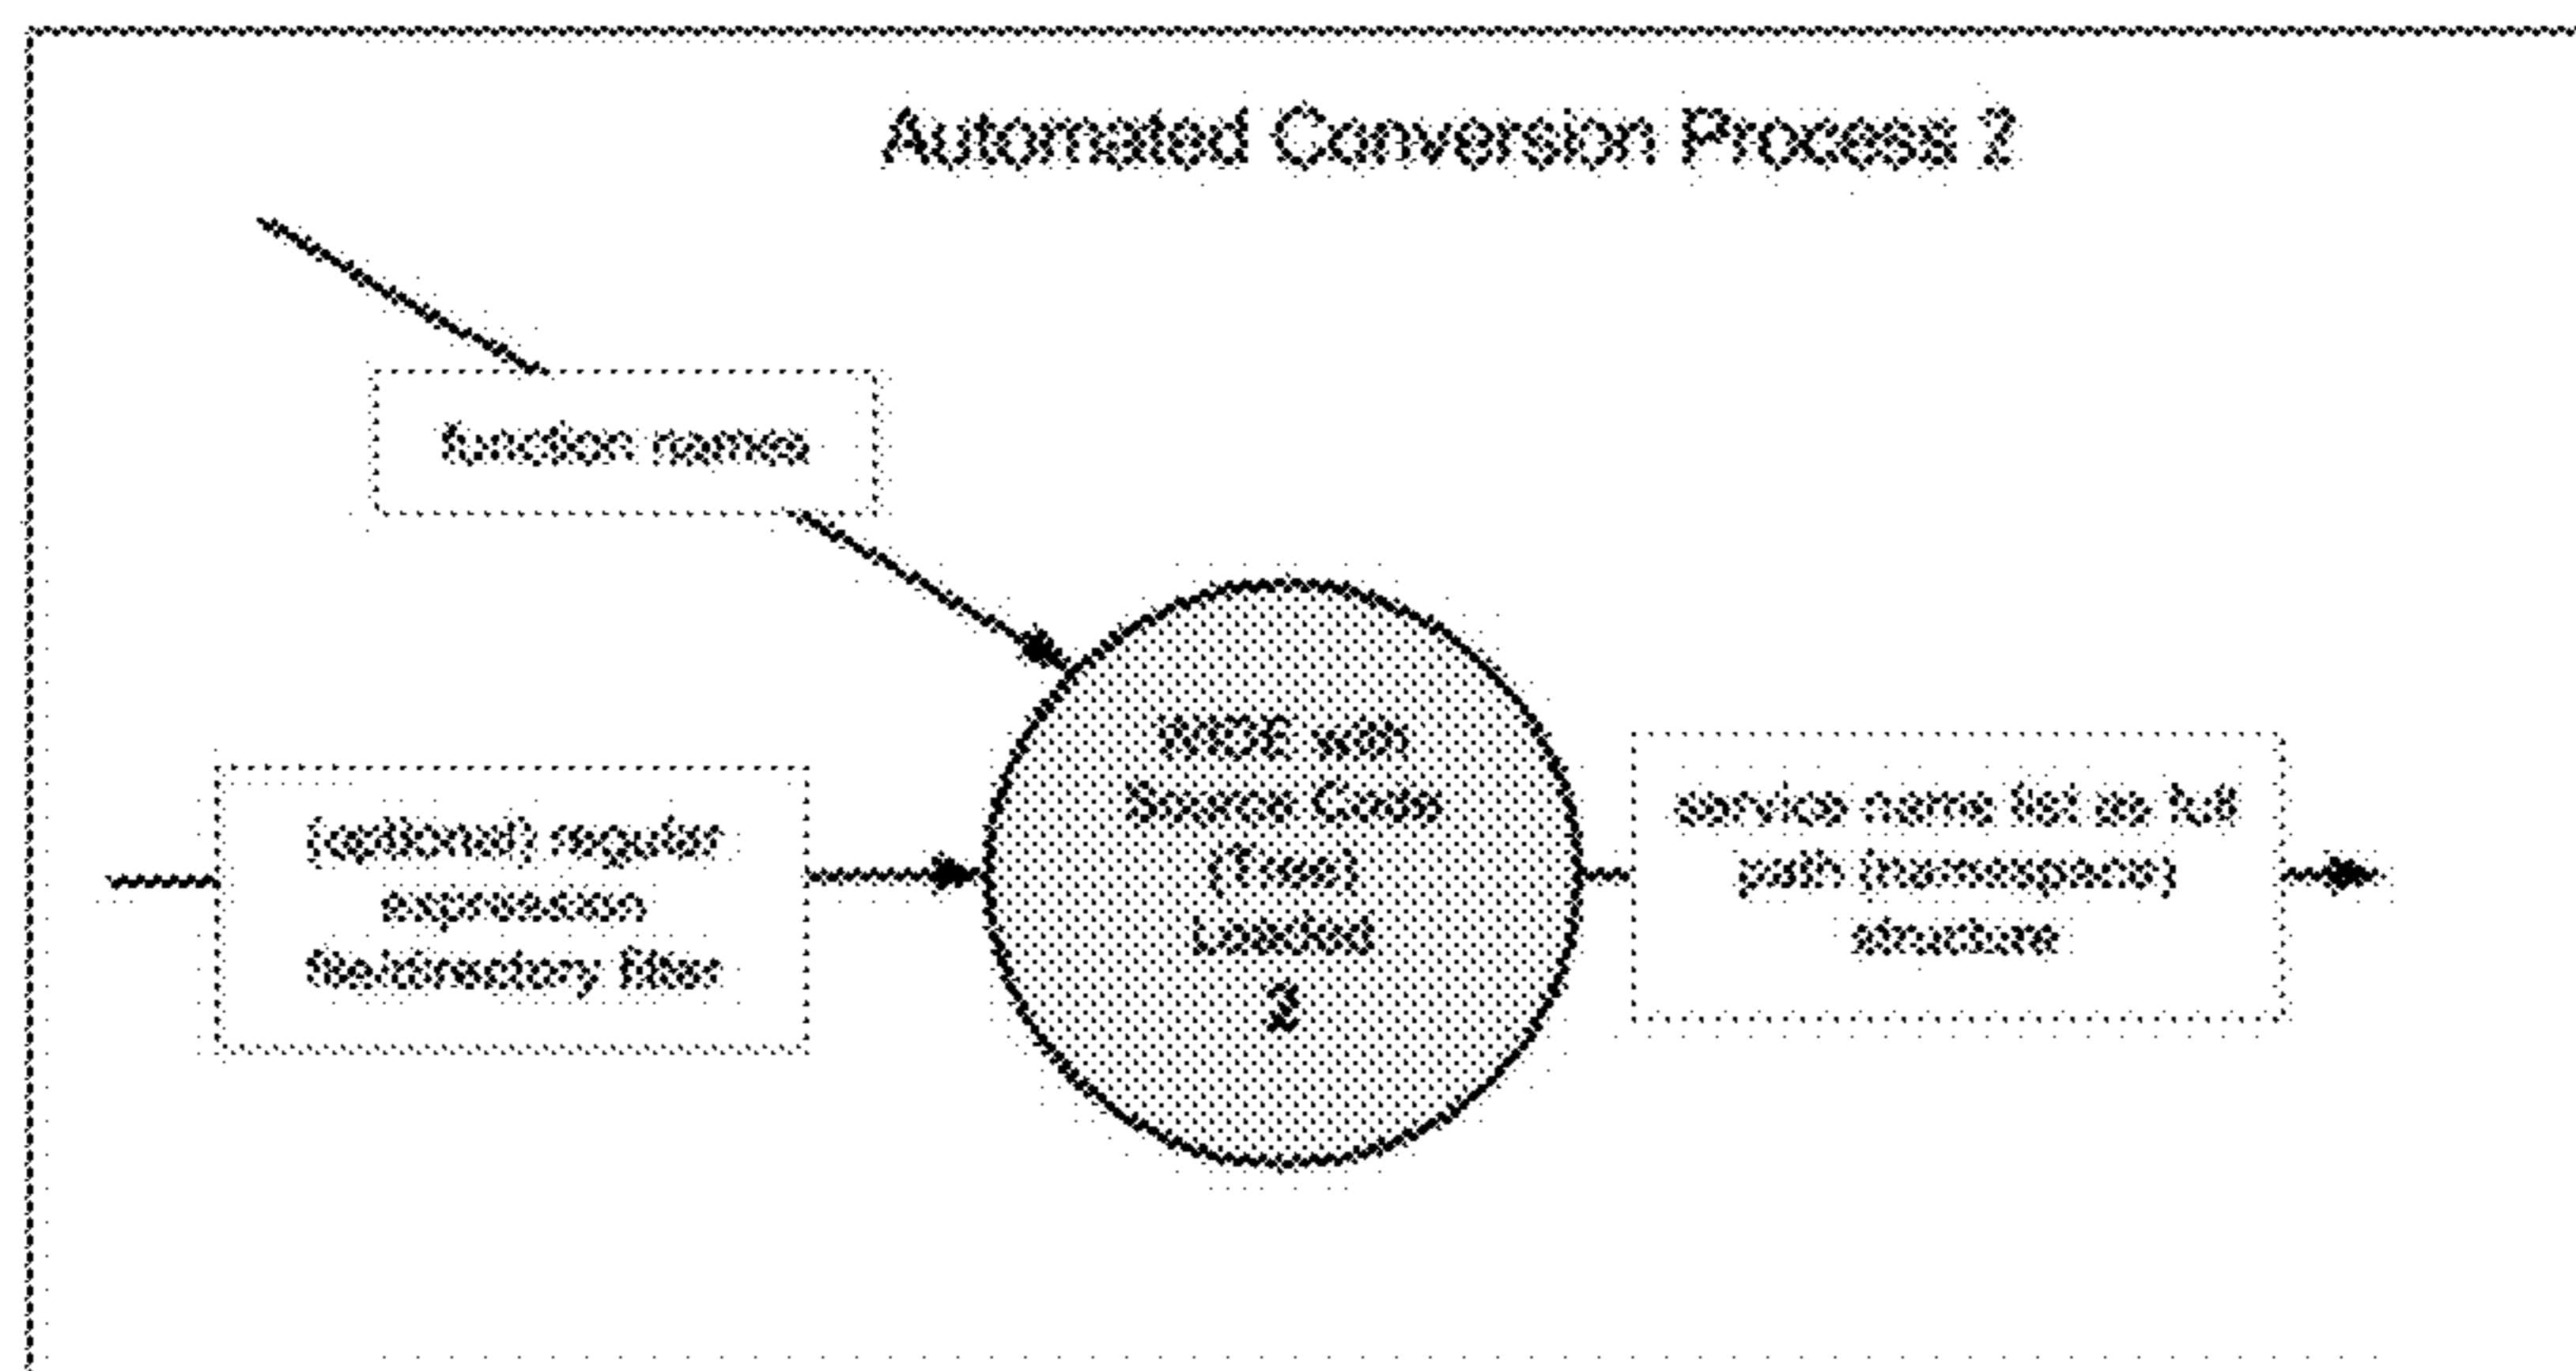 Automated Conversion Process 2
function names
(optional) regular
expression
file/directory filter
with
Source Code
(Tree)
Loaded
2
service name list as full
path (namespace)
structure